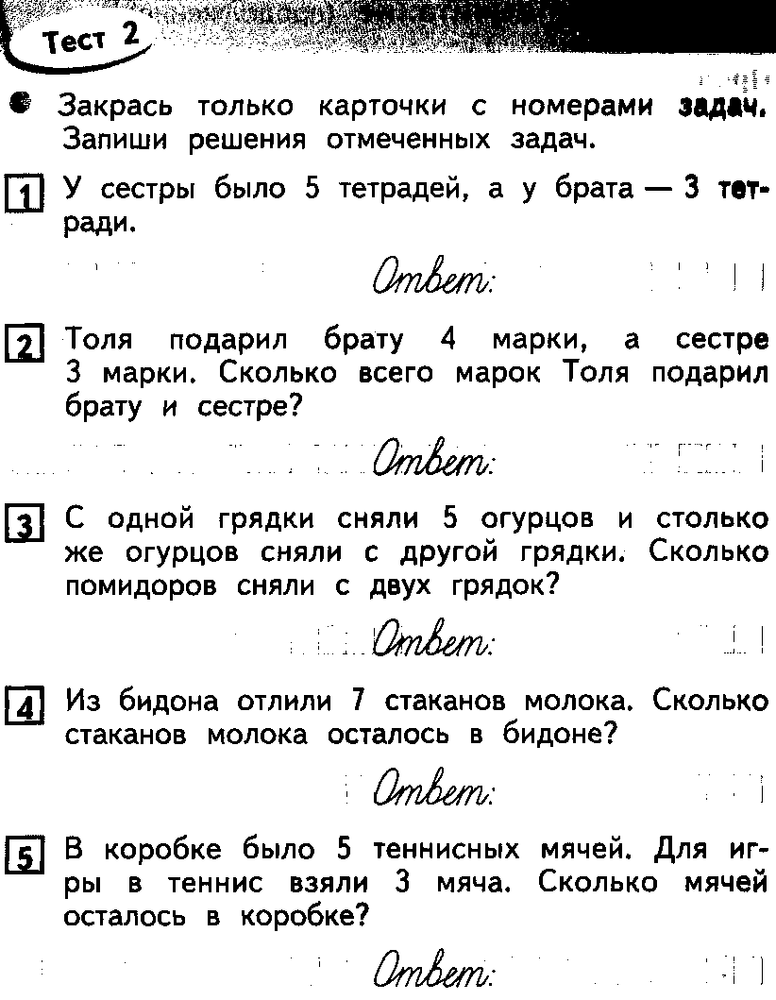 Тест 2
Закрась только карточки с номерами задач.
Запиши решения отмеченных задач.
1 У сестры было 5 тетрадей, а у брата — 3 тет-
ради.
Ответ:
2 Толя подарил брату 4 марки, а сестре
3 марки. Сколько всего марок Толя подарил
брату и сестре?
Ответ:
3 С одной грядки сняли 5 огурцов и столько
же огурцов сняли с другой грядки. Сколько
помидоров сняли с двух грядок?
Ответ:
4 Из бидона отлили 7 стаканов молока. Сколько
стаканов молока осталось в бидоне?
Ответ:
5 В коробке было 5 теннисных мячей. Для иг-
ры в теннис взяли 3 мяча. Сколько мячей
осталось в коробке?
Ответ: